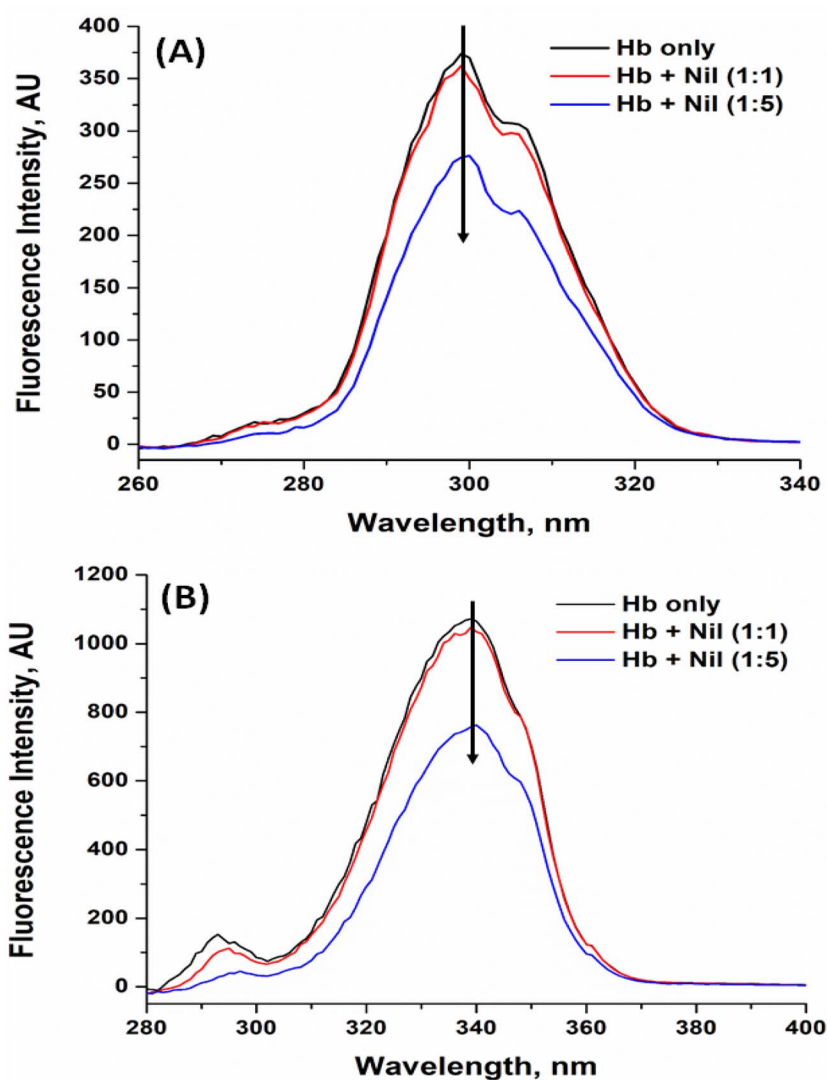 (A)
Hb only
Hb + Nil (1:1)
Hb + Nil (1:5)
Fluorescence Intensity, AU
400
350
300
250
200
150
100
50
0
260 280 300 320 340
Wavelength, nm
(B)
Hb only
Hb + Nil (1:1)
Hb + Nil (1:5)
Fluorescence Intensity, AU
1200
1000
800
600
400
200
0
280 300 320 340 360 380 400
Wavelength, nm